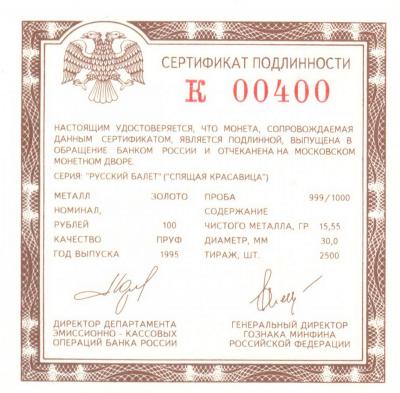 СЕРТИФИКАТ ПОДЛИННОСТИ
К 00400
НАСТОЯЩИМ УДОСТОВЕРЯЕТСЯ, ЧТО МОНЕТА, СОПРОВОЖДАЕМАЯ
ДАННЫМ СЕРТИФИКАТОМ, ЯВЛЯЕТСЯ ПОДЛИННОЙ, ВЫПУЩЕНА В
ОБРАЩЕНИЕ БАНКОМ РОССИИ И ОТЧЕКАНЕНА НА МОСКОВСКОМ
МОНЕТНОМ ДВОРЕ.
СЕРИЯ: "РУССКИЙ БАЛЕТ" ("СПЯЩАЯ КРАСАВИЦА")
МЕТАЛЛ ЗОЛОТО ПРОБА 999/1000
НОМИНАЛ, СОДЕРЖАНИЕ
РУБЛЕЙ 100 ЧИСТОГО МЕТАЛЛА, ГР 15,55
КАЧЕСТВО ПРУФ ДИАМЕТР, ММ 30,0
ГОД ВЫПУСКА 1995 ТИРАЖ, ШТ. 2500
ДИРЕКТОР ДЕПАРТАМЕНТА ГЕНЕРАЛЬНЫЙ ДИРЕКТОР
ЭМИССИОННО - КАССОВЫХ ГОЗНАКА МИНФИНА
ОПЕРАЦИЙ БАНКА РОССИИ РОССИЙСКОЙ ФЕДЕРАЦИИ